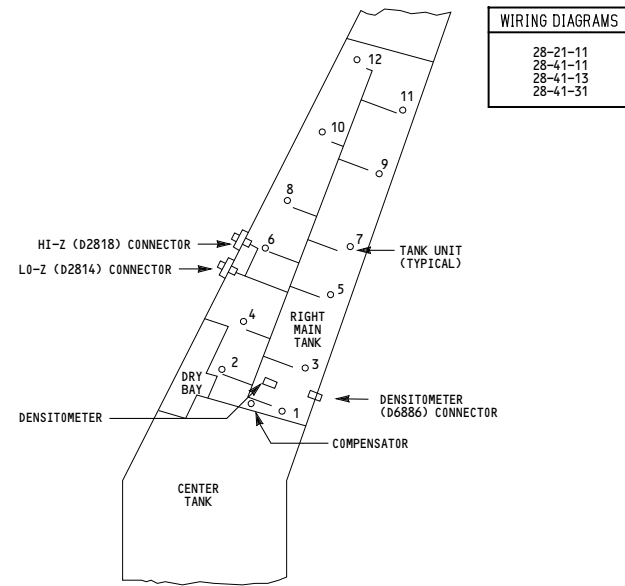 WIRING DIAGRAMS
28-21-11
28-41-11
28-41-13
28-41-31
12
11
10
9
8
HI-Z (D2818) CONNECTOR
6
7
TANK UNIT
(TYPICAL)
LO-Z (D2814) CONNECTOR
5
4
RIGHT
MAIN
TANK
2
3
DRY
BAY
DENSITOMETER
1
DENSITOMETER
(D6886) CONNECTOR
COMPENSATOR
CENTER
TANK